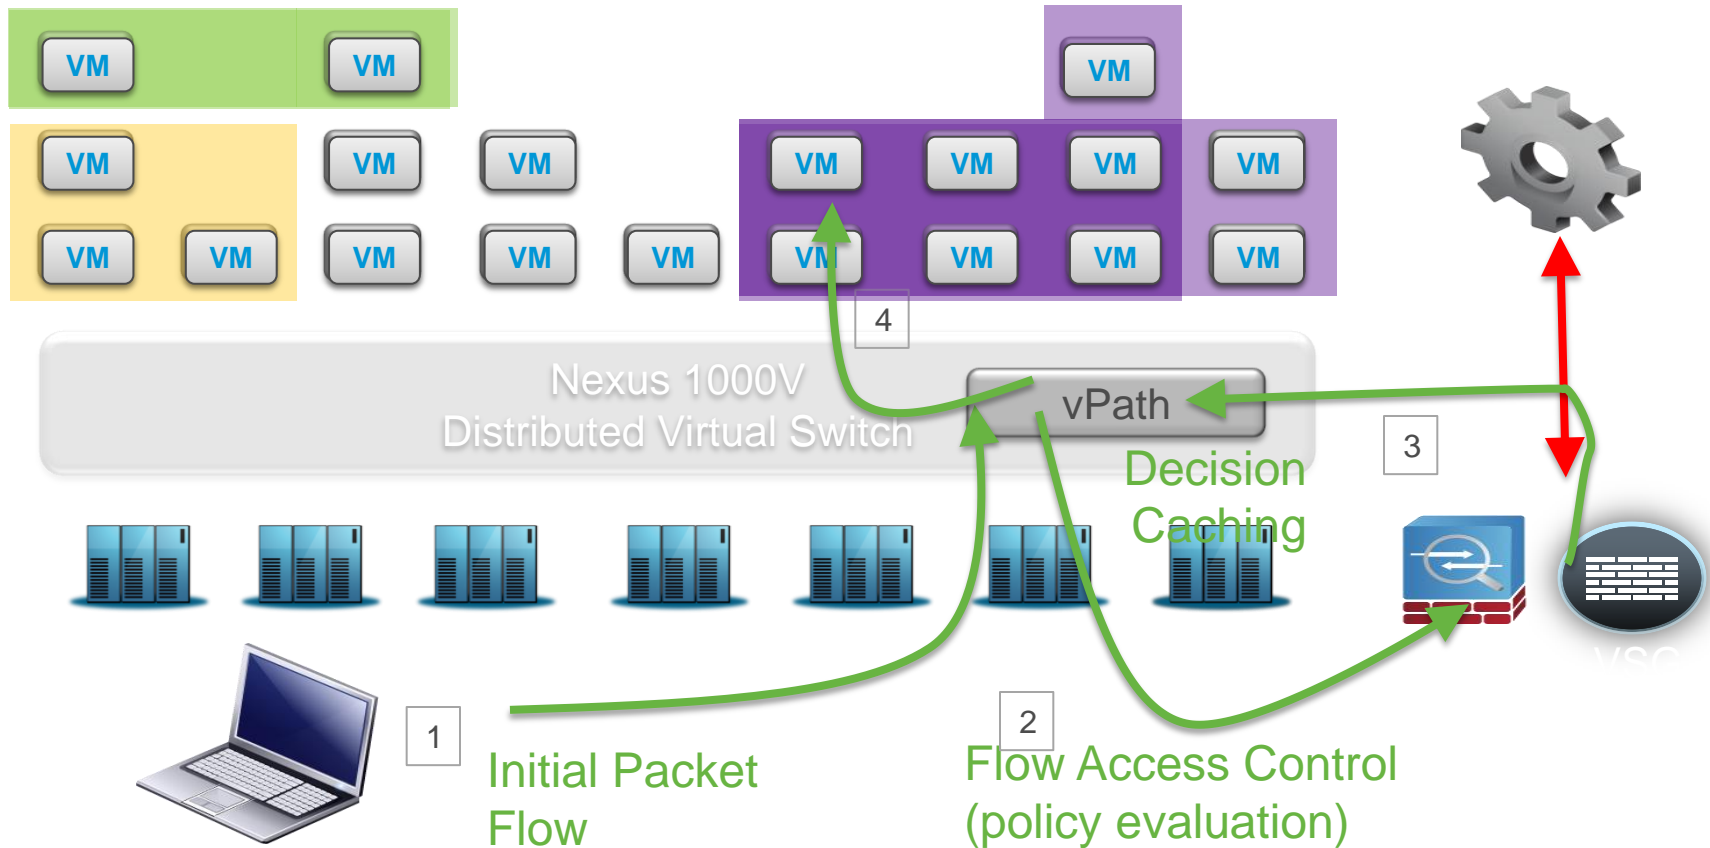 VM VM
VM
VM VM VM VM VM VM VM
VM VM VM VM VM VM VM VM VM
4
Nexus 1000V
Distributed Virtual Switch
vPath
3
Decision
Caching
VSG
1
2
Initial Packet
Flow
Flow Access Control
(policy evaluation)